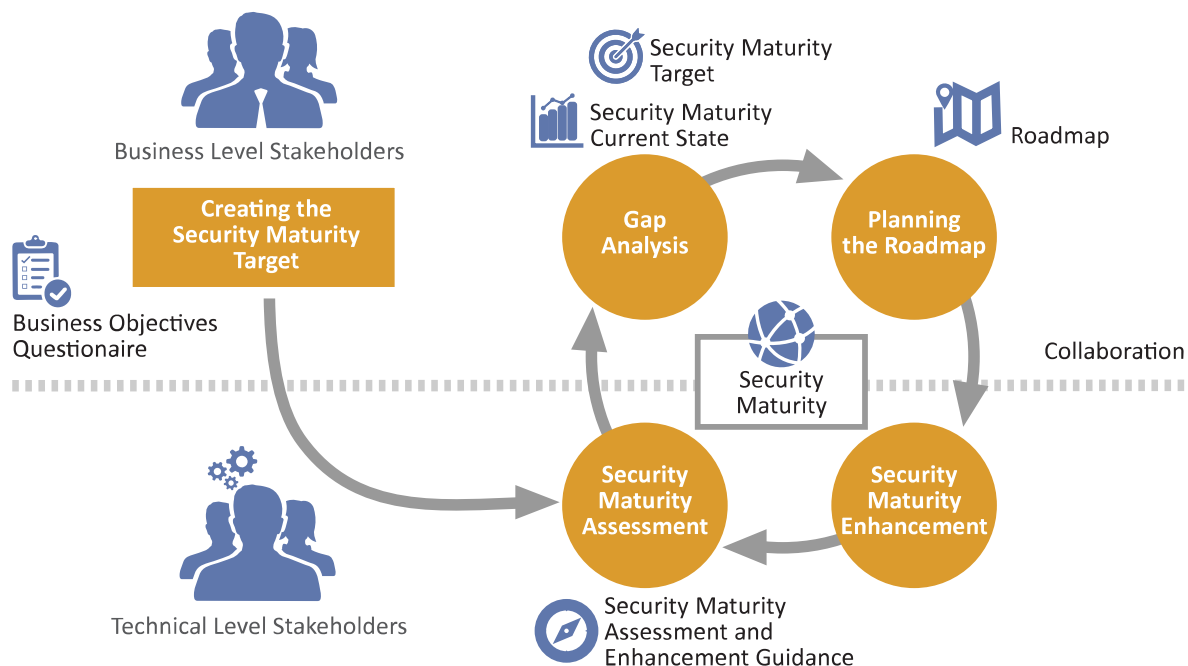 Business Level Stakeholders
Creating the
Security Maturity
Target
Business Objectives
Questionaire
Security Maturity
Target
Security Maturity
Current State
Roadmap
Gap
Analysis
Planning
the Roadmap
Collaboration
Security
Maturity
Security
Maturity
Assessment
Security
Maturity
Enhancement
Technical Level Stakeholders
Security Maturity
Assessment and
Enhancement Guidance